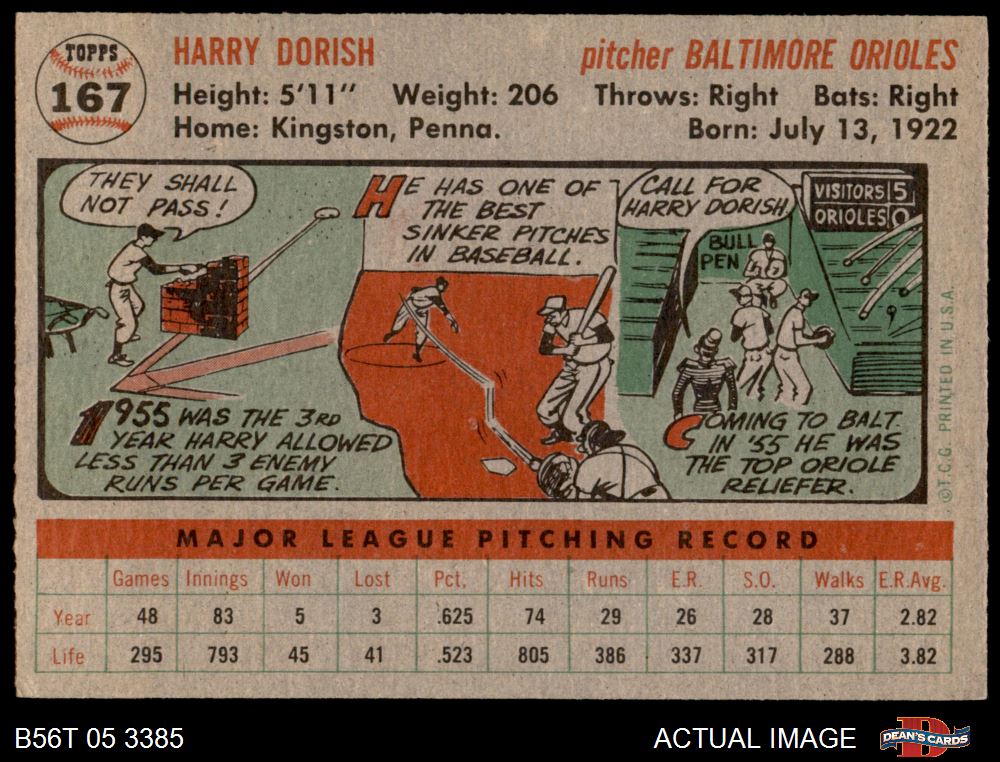 TOPPS
167
HARRY DORISH
pitcher BALTIMORE ORIOLES
Height: 5'11" Weight: 206 Throws: Right Bats: Right
Home: Kingston, Penna. Born: July 13, 1922
THEY SHALL
NOT PASS!
1955 WAS THE 3RD
YEAR HARRY ALLOWED
LESS THAN 3 ENEMY
RUNS PER GAME.
HE HAS ONE OF
THE BEST
SINKER PITCHES
IN BASEBALL.
CALL FOR
HARRY DORISH
VISITORS 5
ORIOLES 0
BULL
PEN
COMING TO BALT.
IN '55 HE WAS
THE TOP ORIOLE
RELIEFER.
©T.C.G. PRINTED IN U.S.A.
MAJOR LEAGUE PITCHING RECORD
Games Innings Won Lost Pct. Hits Runs E.R. S.O. Walks E.R.Avg.
Year 48 83 5 3 .625 74 29 26 28 37 2.82
Life 295 793 45 41 .523 805 386 337 317 288 3.82
B56T 05 3385
ACTUAL IMAGE
D
DEAN'S CARDS